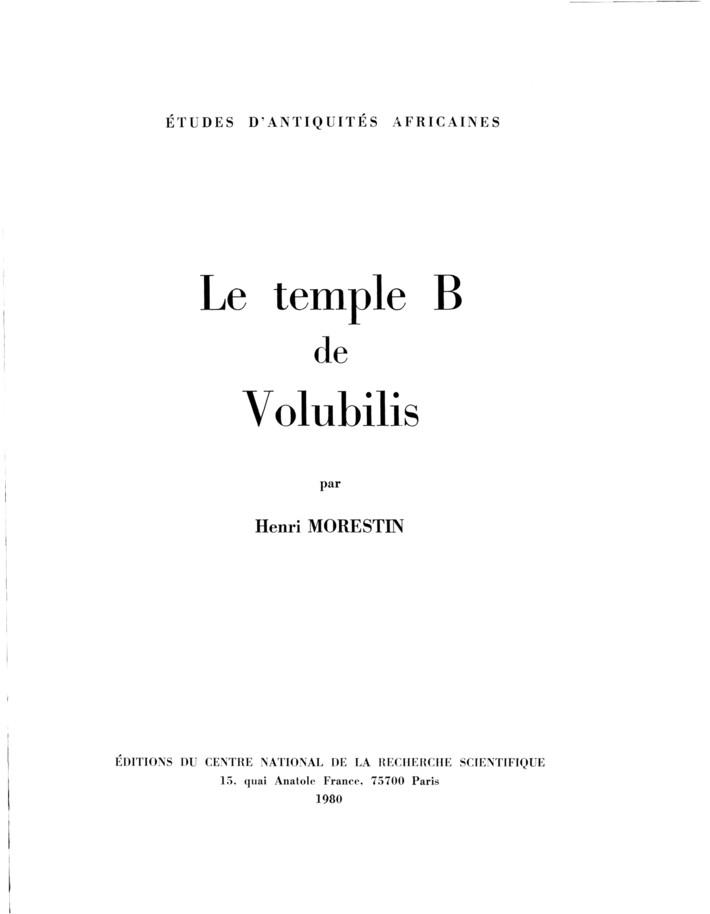 ÉTUDES D'ANTIQUITÉS AFRICAINES
Le temple B
de
Volubilis
par
Henri MORESTIN
ÉDITIONS DU CENTRE NATIONAL DE LA RECHERCHE SCIENTIFIQUE
15, quai Anatole France, 75700 Paris
1980